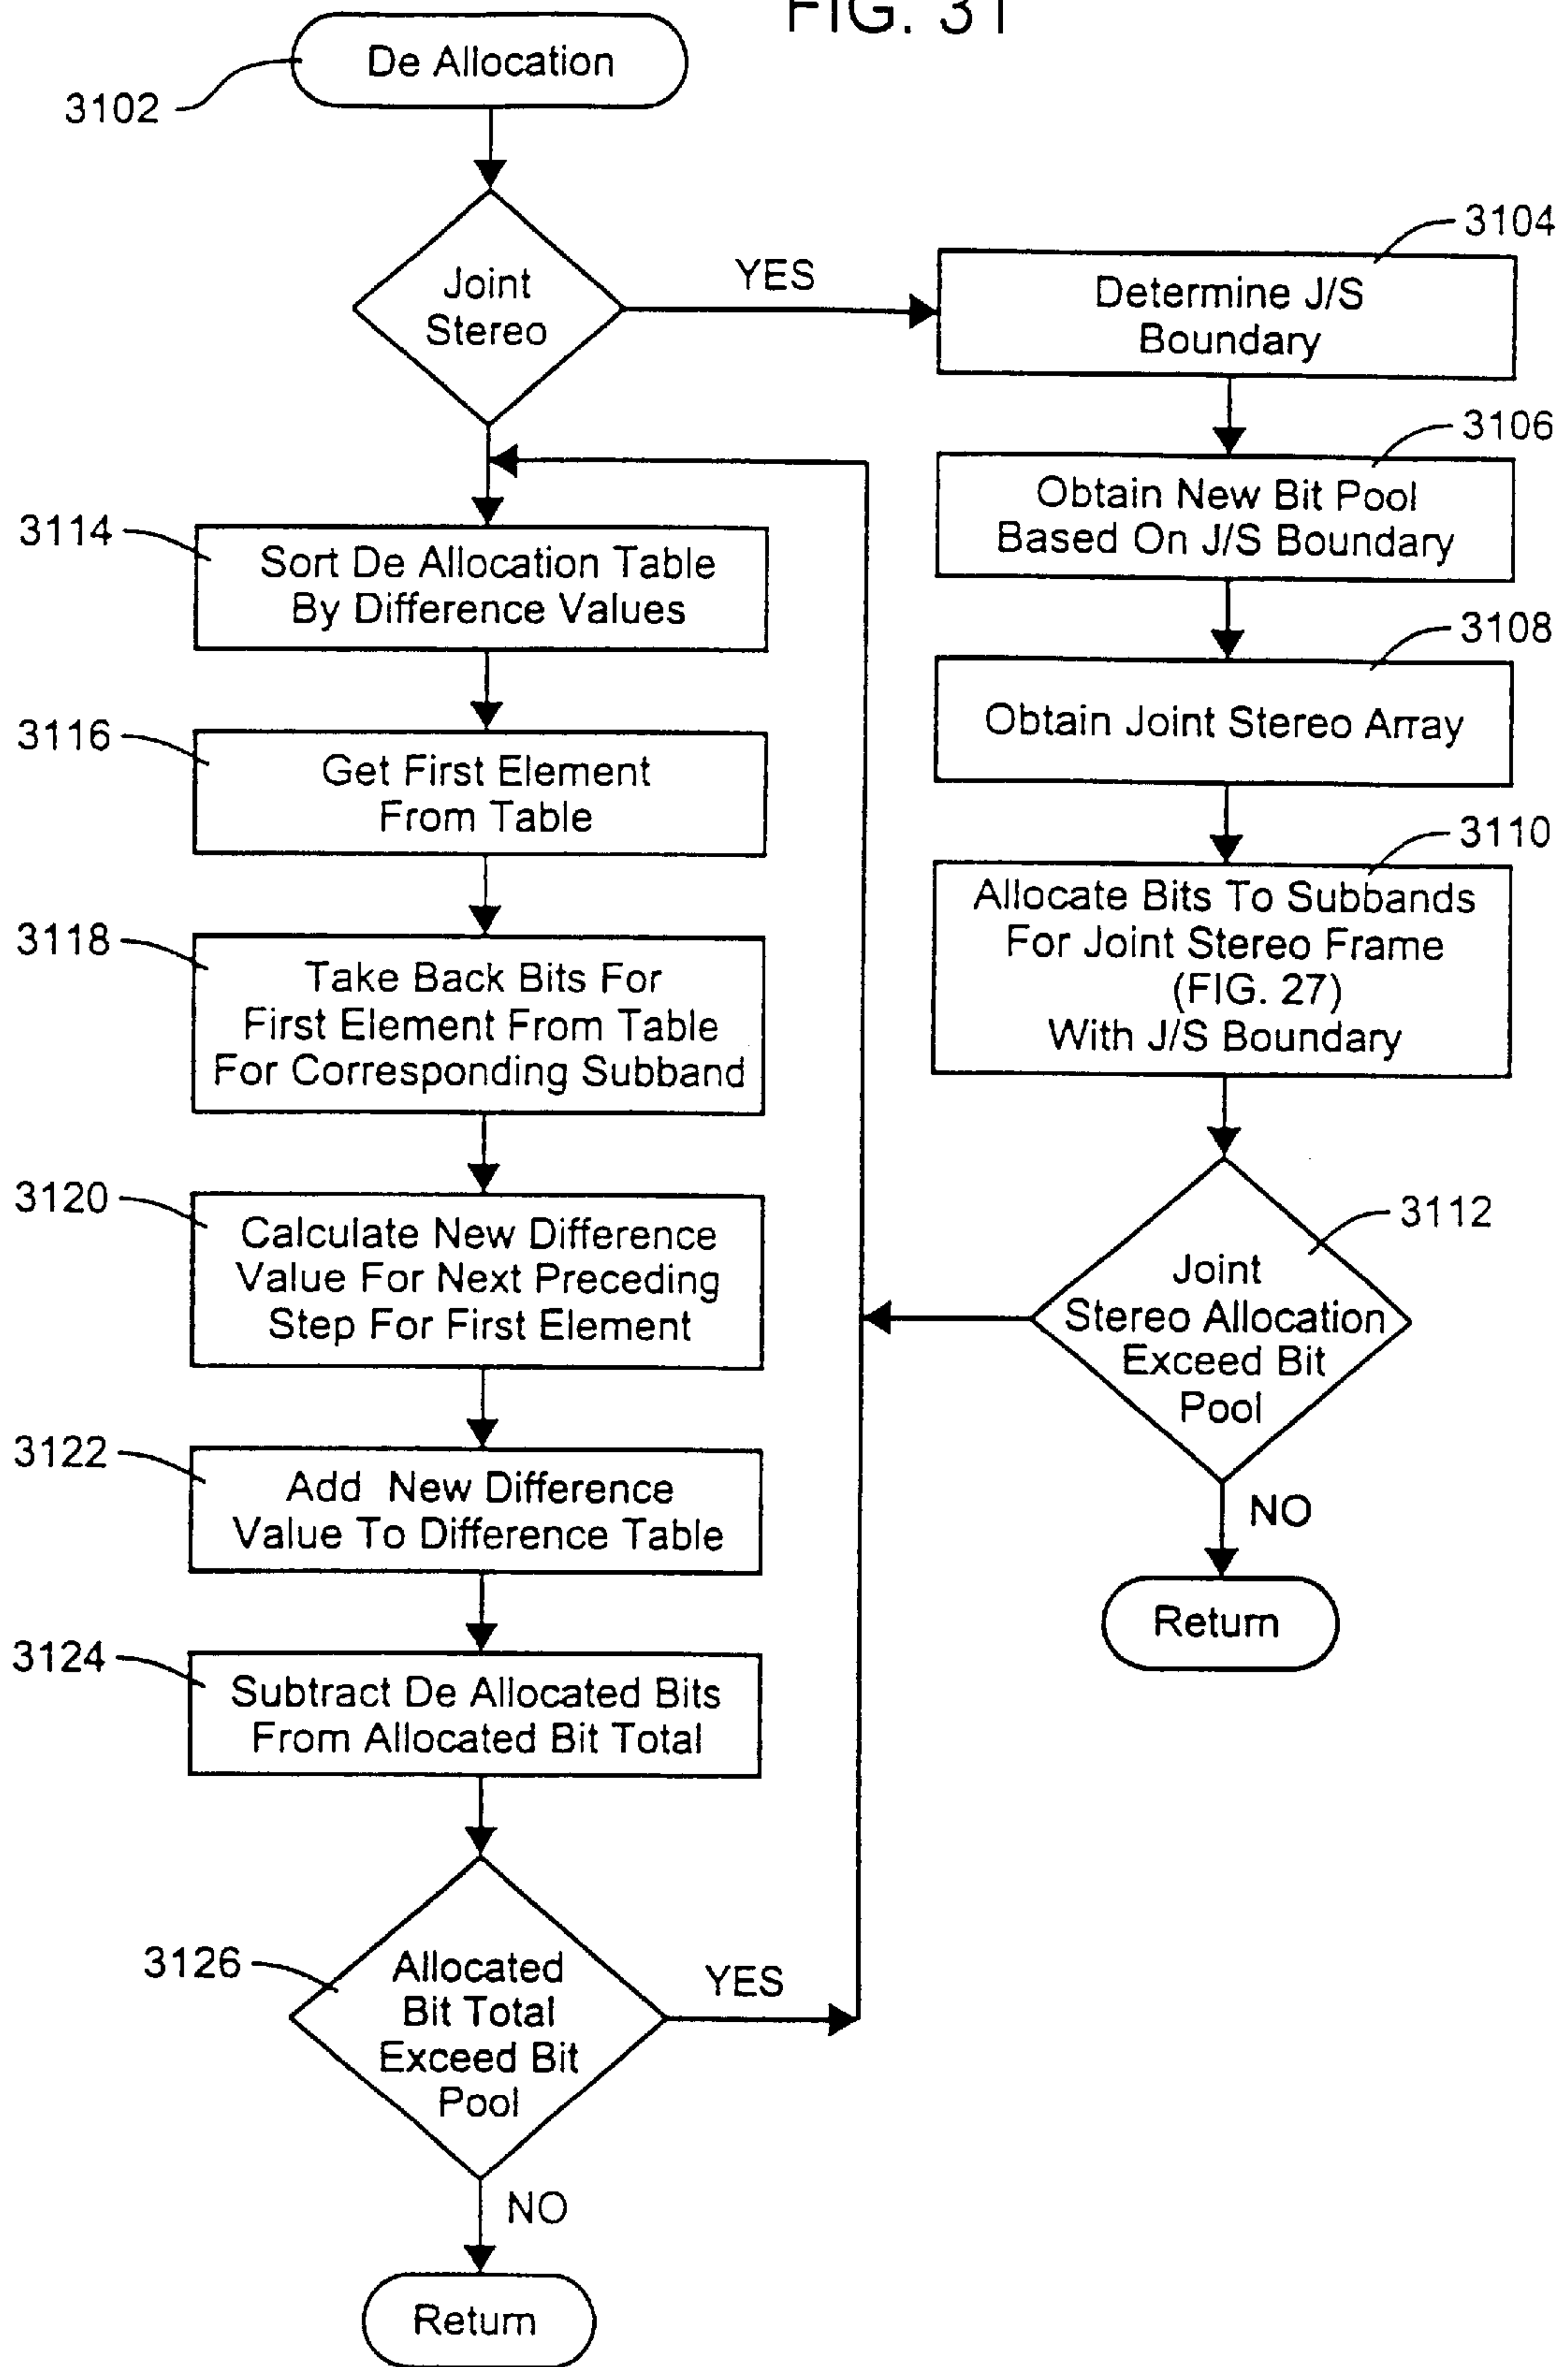 FIG. 31
De Allocation
3102
Joint
Stereo
YES
3104
Determine J/S
Boundary
3106
Obtain New Bit Pool
Based On J/S Boundary
3108
Obtain Joint Stereo Array
3110
Allocate Bits To Subbands
For Joint Stereo Frame
(FIG. 27)
With J/S Boundary
3112
Joint
Stereo Allocation
Exceed Bit
Pool
NO
Return
3114
Sort De Allocation Table
By Difference Values
3116
Get First Element
From Table
3118
Take Back Bits For
First Element From Table
For Corresponding Subband
3120
Calculate New Difference
Value For Next Preceding
Step For First Element
3122
Add New Difference
Value To Difference Table
3124
Subtract De Allocated Bits
From Allocated Bit Total
3126
Allocated
Bit Total
Exceed Bit
Pool
YES
NO
Return